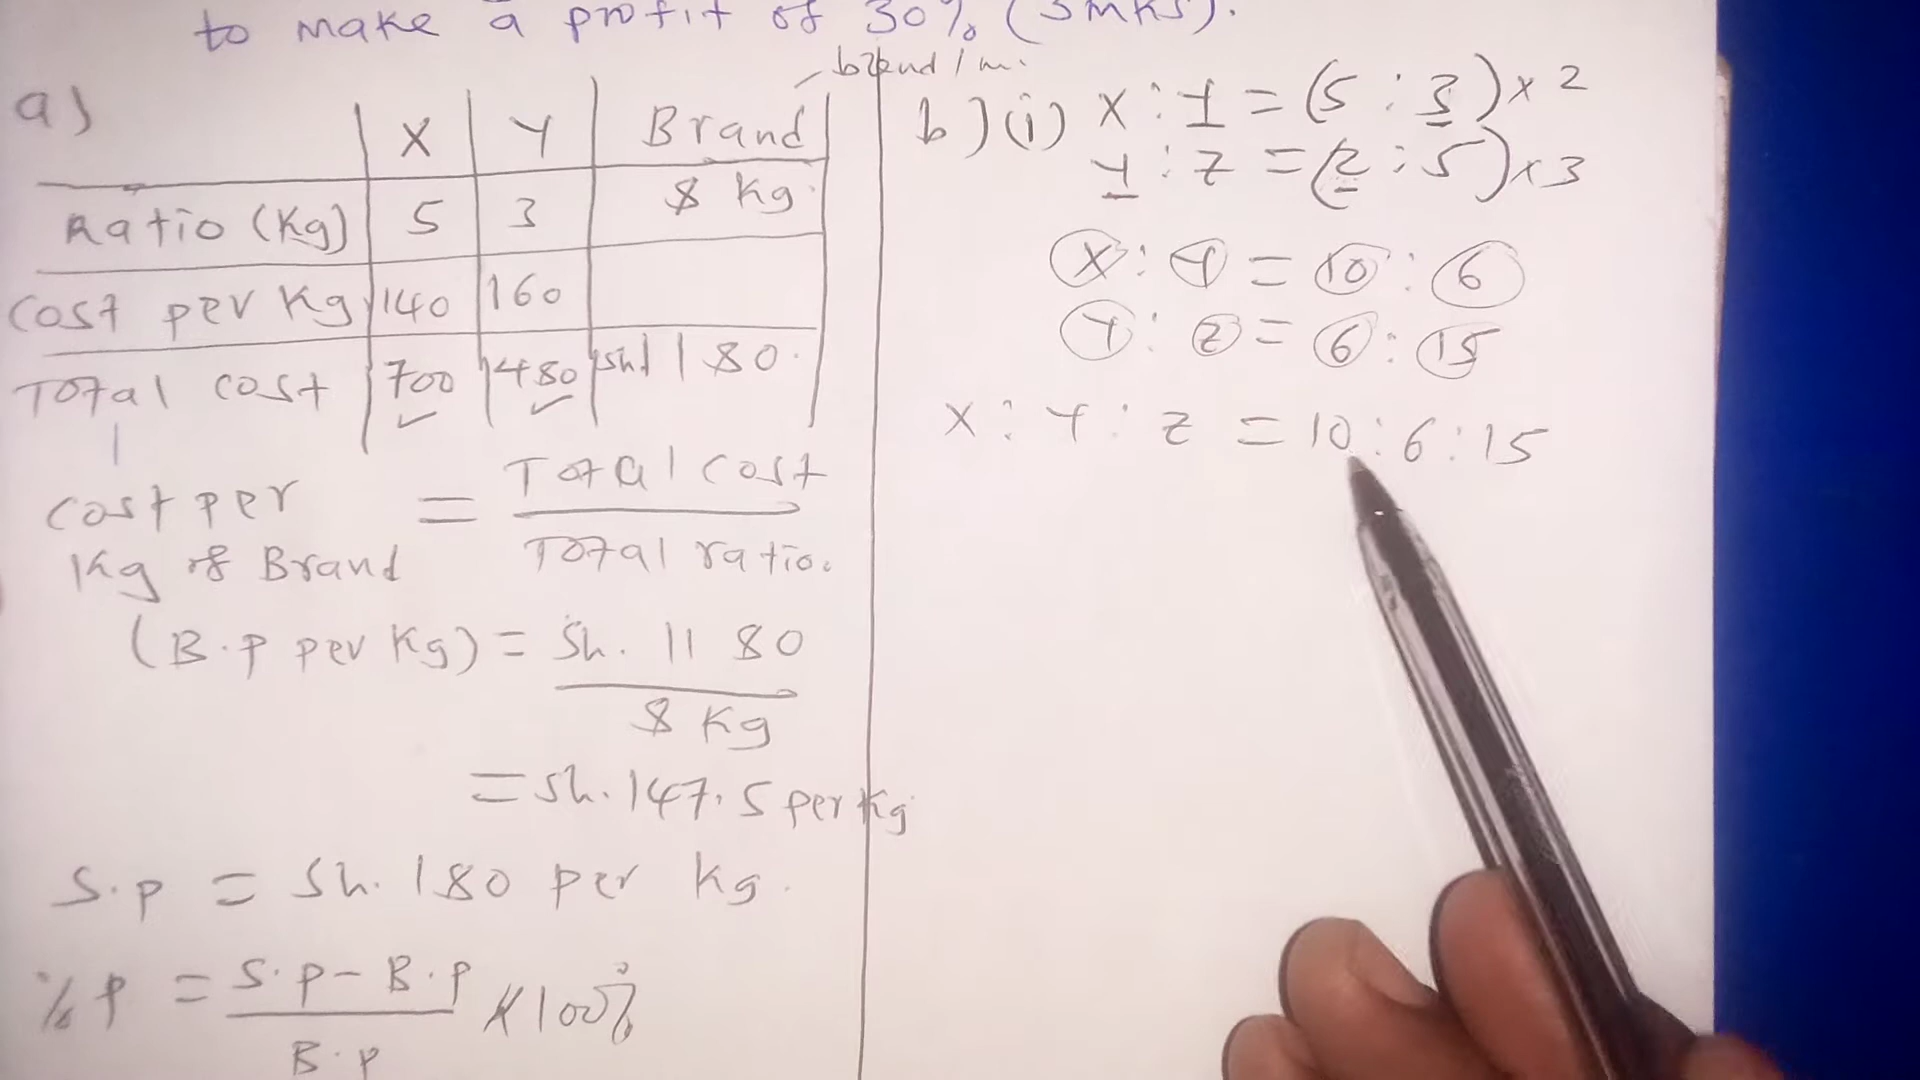 to make a profit of 30% (3mks).
a)
X Y Brand
Ratio (Kg) 5 3 8 Kg
Cost per Kg 140 160
Total cost 700 480 sh1180
Cost per Kg of Brand = Total cost / Total ratio.
(B.P per Kg) = Sh. 1180 / 8 Kg
= sh. 147.5 per Kg
S.P = Sh. 180 per Kg.
%P = S.P - B.P / B.P × 100%
b) (i) X : Y = (5 : 3) × 2
Y : Z = (2 : 5) × 3
X : Y = 10 : 6
Y : Z = 6 : 15
X : Y : Z = 10 : 6 : 15